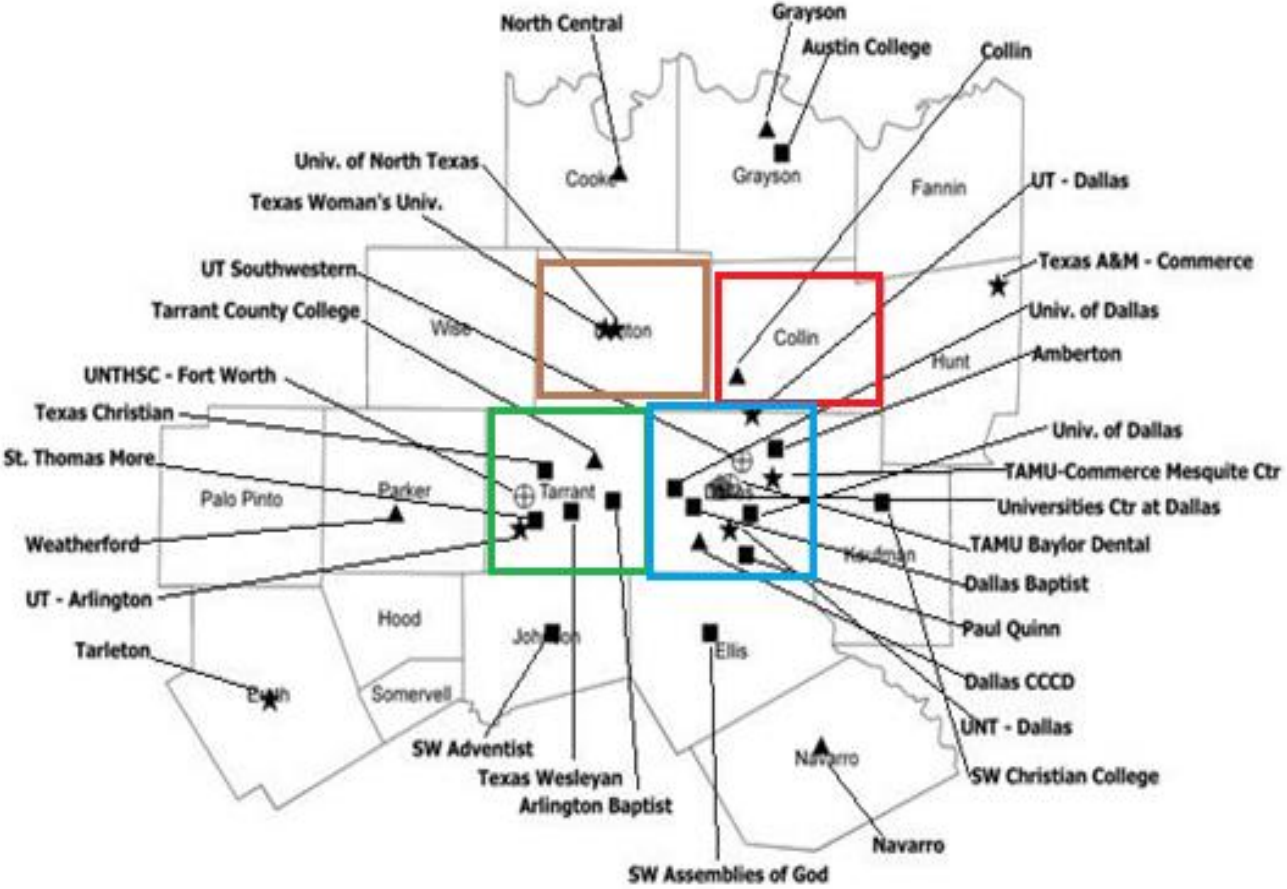 Grayson
North Central
Austin College
Collin
Univ. of North Texas
Cooke
Grayson
Fannin
UT - Dallas
Texas Woman's Univ.
UT Southwestern
Texas A&M - Commerce
Tarrant County College
Univ. of Dallas
Wise
Collin
Hunt
Amberton
UNTHSC - Fort Worth
Texas Christian
Univ. of Dallas
St. Thomas More
TAMU-Commerce Mesquite Ctr
Palo Pinto
Parker
Tarrant
Universities Ctr at Dallas
Weatherford
TAMU Baylor Dental
Kaufman
Dallas Baptist
UT - Arlington
Hood
Paul Quinn
Johnson
Ellis
Tarleton
Dallas CCCD
Somervell
UNT - Dallas
SW Adventist
Navarro
SW Christian College
Texas Wesleyan
Arlington Baptist
Navarro
SW Assemblies of God